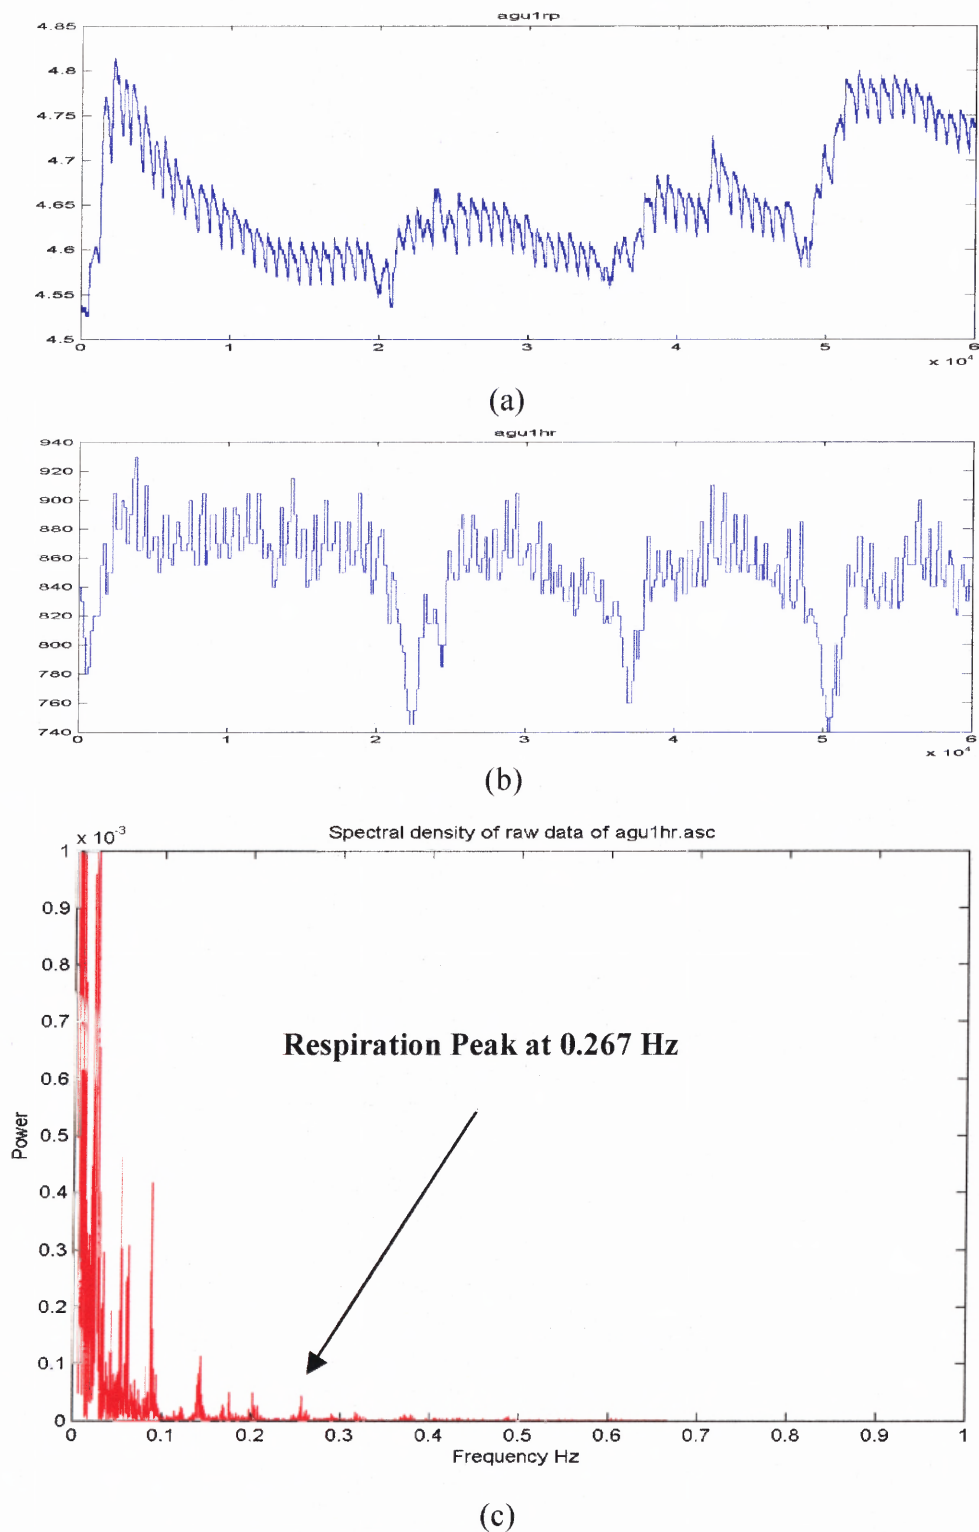 agu1rp
4.85
4.8
4.75
4.7
4.65
4.6
4.55
4.5
0 1 2 3 4 5 6
x 10^4
(a)
agu1hr
940
920
900
880
860
840
820
800
780
760
740
0 1 2 3 4 5 6
x 10^4
(b)
x 10^-3
Spectral density of raw data of agu1hr.asc
1
0.9
0.8
0.7
Respiration Peak at 0.267 Hz
0.6
0.5
Power
0.4
0.3
0.2
0.1
0
0 0.1 0.2 0.3 0.4 0.5 0.6 0.7 0.8 0.9 1
Frequency Hz
(c)